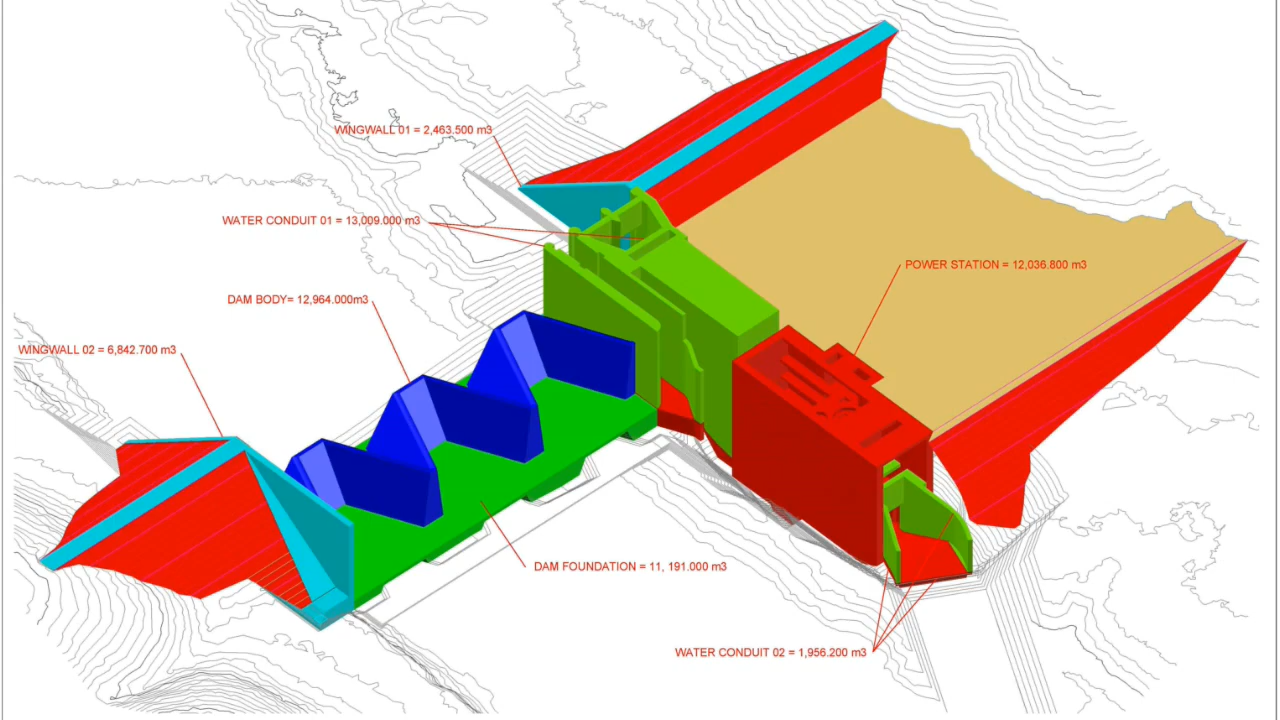 WINGWALL 01 = 2,463.500 m3
WATER CONDUIT 01 = 13,009.000 m3
POWER STATION = 12,036.800 m3
DAM BODY= 12,964.000m3
WINGWALL 02 = 6,842.700 m3
DAM FOUNDATION = 11, 191.000 m3
WATER CONDUIT 02 = 1,956.200 m3